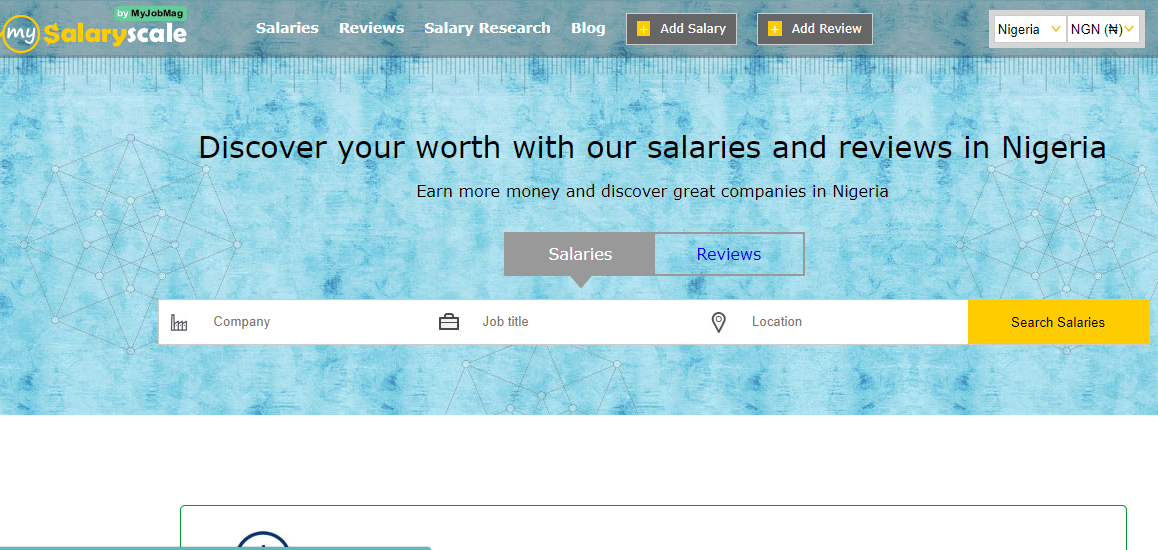 by MyJobMag
my Salaryscale
Salaries Reviews Salary Research Blog + Add Salary + Add Review Nigeria NGN (₦)
Discover your worth with our salaries and reviews in Nigeria
Earn more money and discover great companies in Nigeria
Salaries Reviews
Company Job title Location Search Salaries